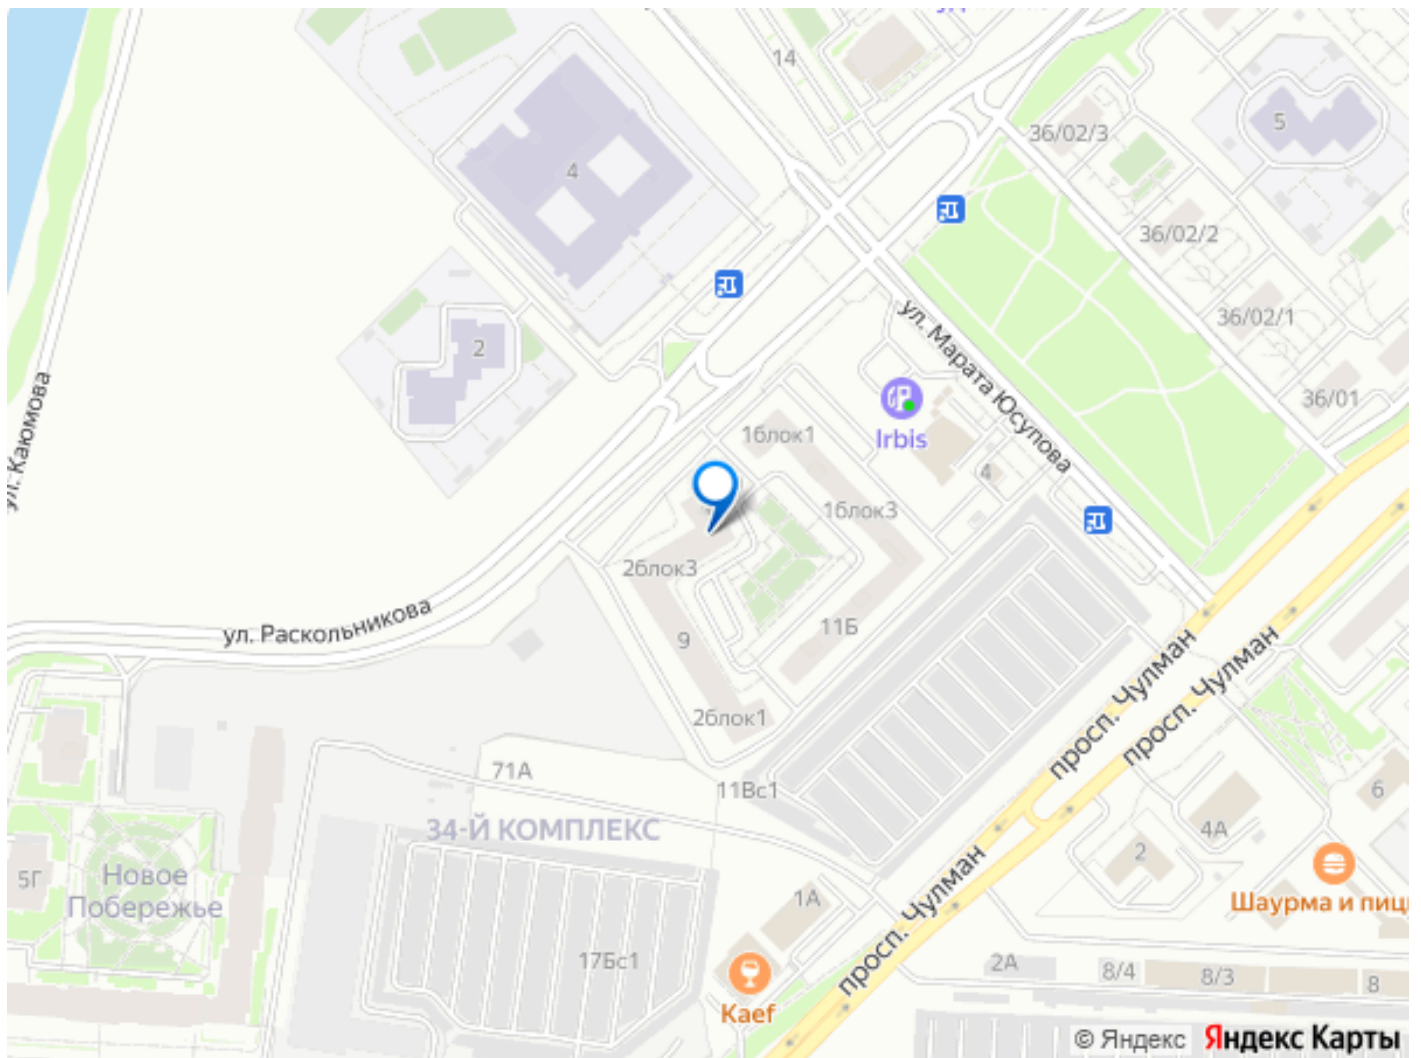 14
36/02/3
5
4
36/02/2
ул. Марата Юсупова
36/02/1
2
ул. Каюмова
Irbis
36/01
1блок1
4
1блок3
2блок3
ул. Раскольникова
9
11Б
просп. Чулман
просп. Чулман
2блок1
71А
11Вс1
34-Й КОМПЛЕКС
6
4А
2
5Г
Новое
Побережье
1А
просп. Чулман
Шаурма и пицц
17Бс1
2А
8/4
8/3
8
Kaef
© Яндекс Яндекс Карты